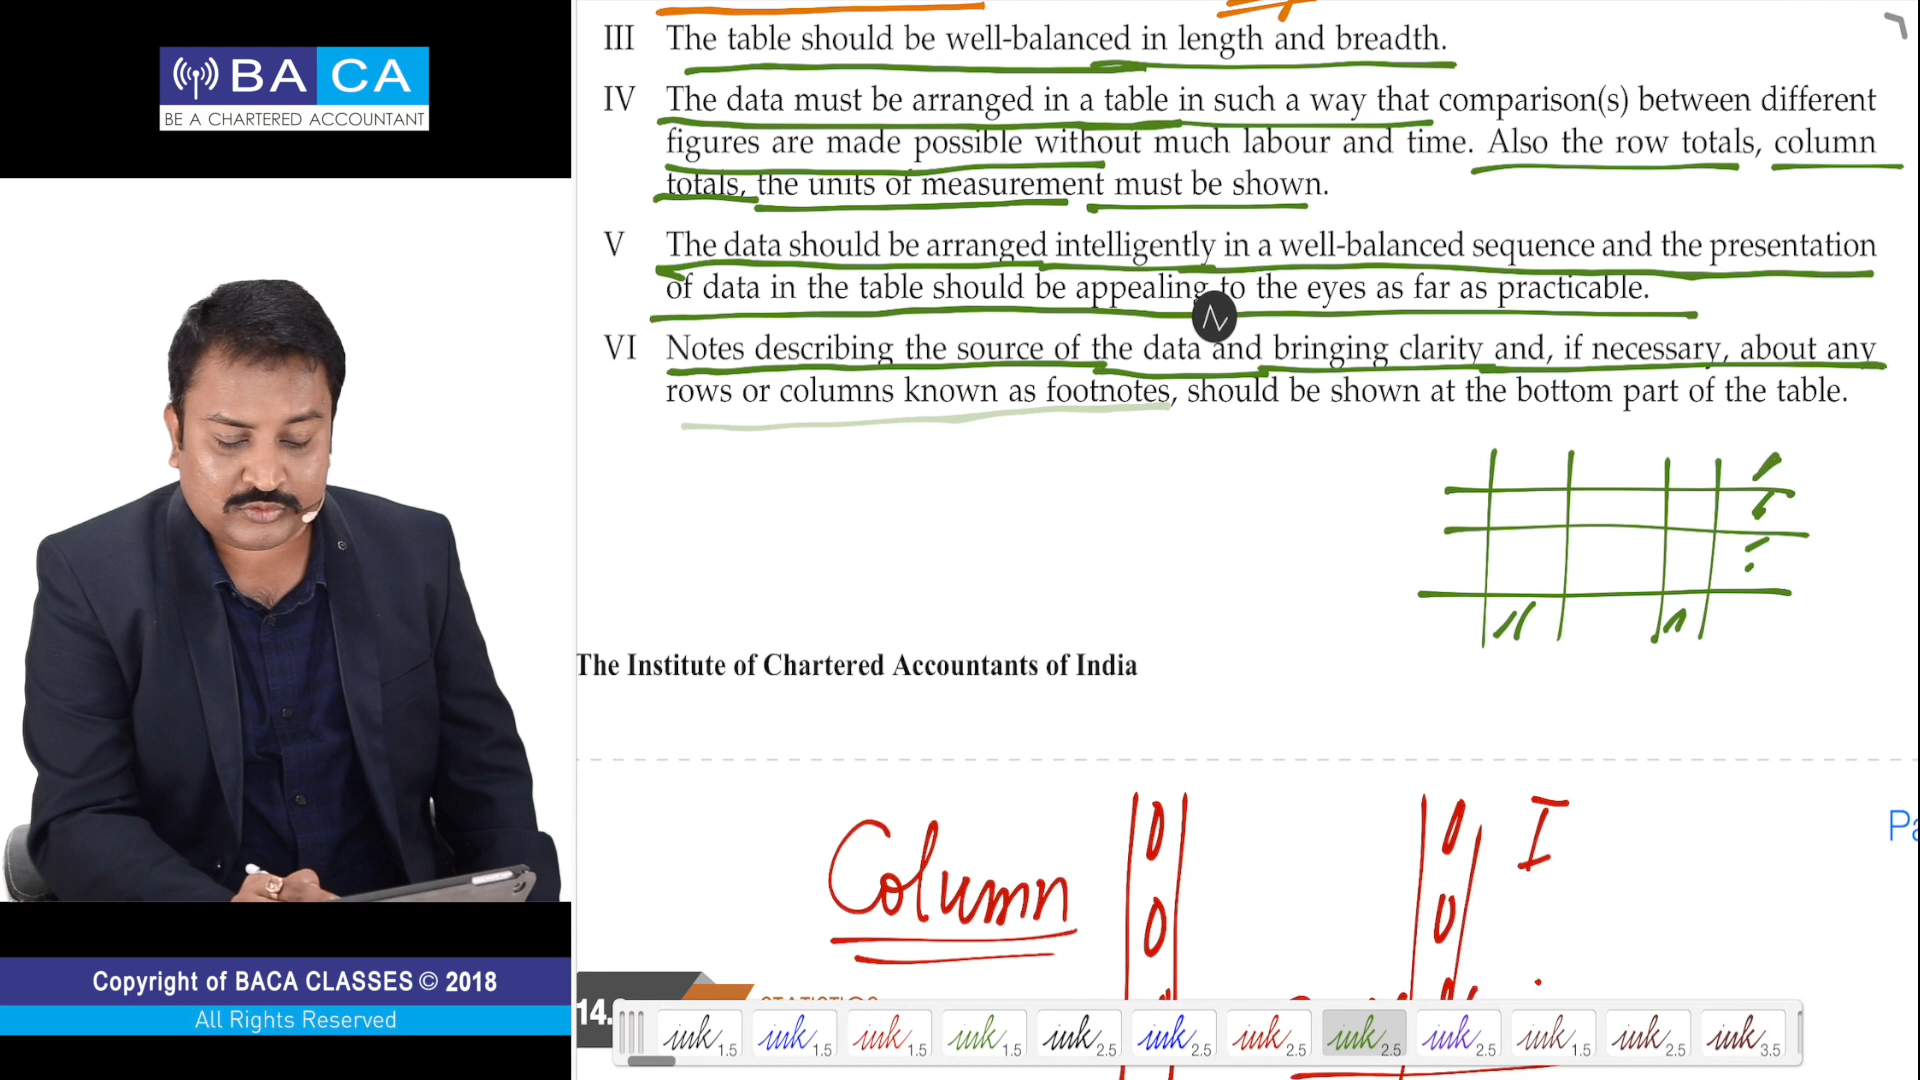 BA CA
BE A CHARTERED ACCOUNTANT
III The table should be well-balanced in length and breadth.
IV The data must be arranged in a table in such a way that comparison(s) between different
figures are made possible without much labour and time. Also the row totals, column
totals, the units of measurement must be shown.
V The data should be arranged intelligently in a well-balanced sequence and the presentation
of data in the table should be appealing to the eyes as far as practicable.
VI Notes describing the source of the data and bringing clarity and, if necessary, about any
rows or columns known as footnotes, should be shown at the bottom part of the table.
The Institute of Chartered Accountants of India
Column
0 0 I
0 0
Pa
Copyright of BACA CLASSES © 2018
All Rights Reserved
14.
STATISTICS
ink 1.5 ink 1.5 ink 1.5 ink 1.5 ink 2.5 ink 2.5 ink 2.5 ink 2.5 ink 2.5 ink 1.5 ink 2.5 ink 3.5